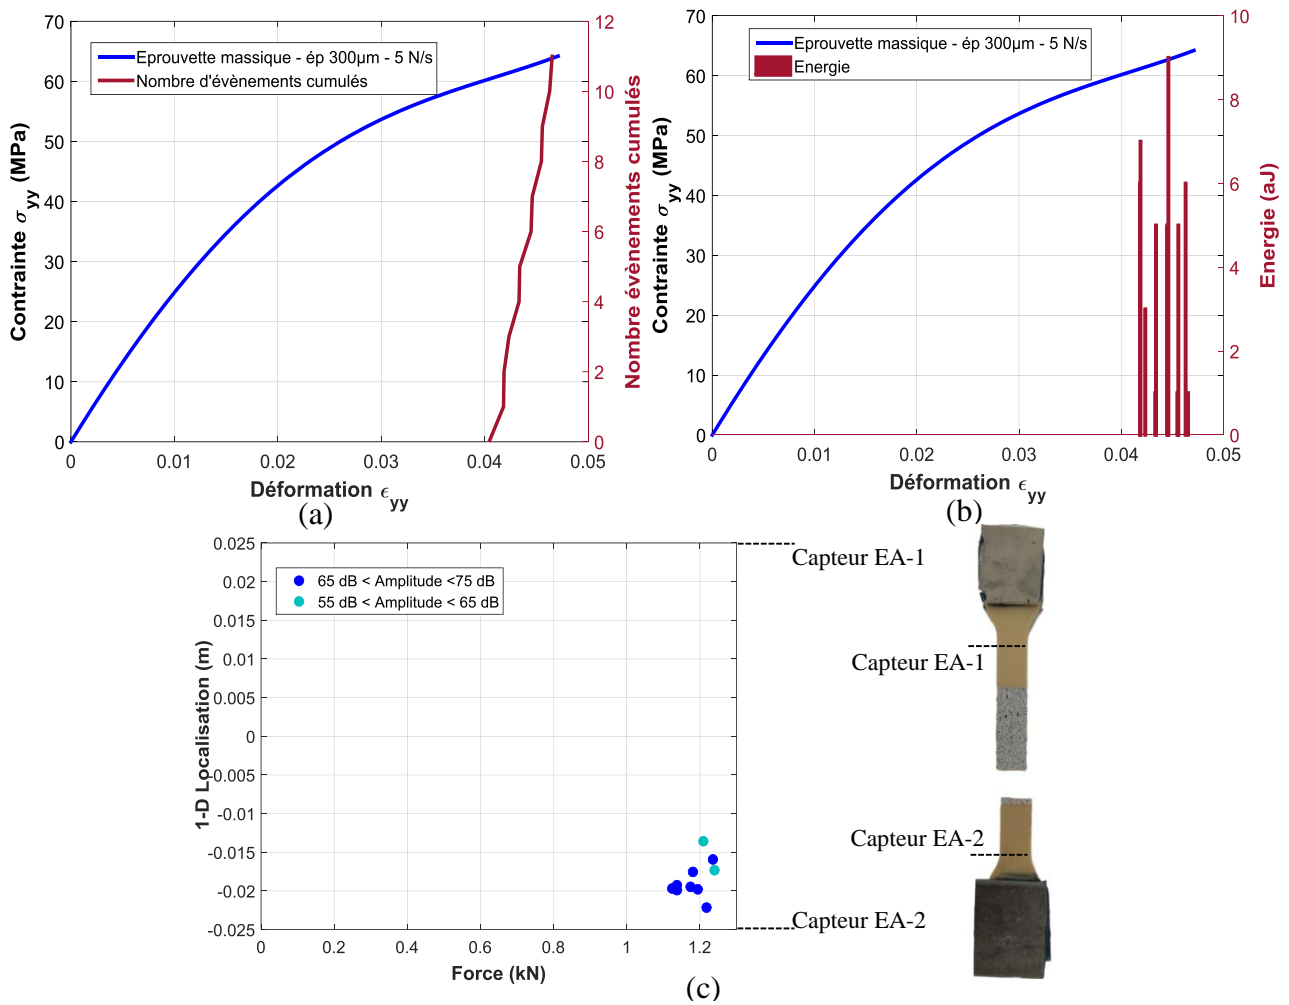 70
60
50
40
30
20
10
0
Contrainte σyy (MPa)
Eprouvette massique - ép 300µm - 5 N/s
Nombre d'évènements cumulés
12
10
8
6
4
2
0
Nombre évènements cumulés
0 0.01 0.02 0.03 0.04 0.05
Déformation ϵyy
(a)
70
60
50
40
30
20
10
0
Contrainte σyy (MPa)
Eprouvette massique - ép 300µm - 5 N/s
Energie
10
8
6
4
2
0
Energie (aJ)
0 0.01 0.02 0.03 0.04 0.05
Déformation ϵyy
(b)
0.025
0.02
0.015
0.01
0.005
0
-0.005
-0.01
-0.015
-0.02
-0.025
1-D Localisation (m)
65 dB < Amplitude <75 dB
55 dB < Amplitude < 65 dB
0 0.2 0.4 0.6 0.8 1 1.2
Force (kN)
(c)
Capteur EA-1
Capteur EA-1
Capteur EA-2
Capteur EA-2